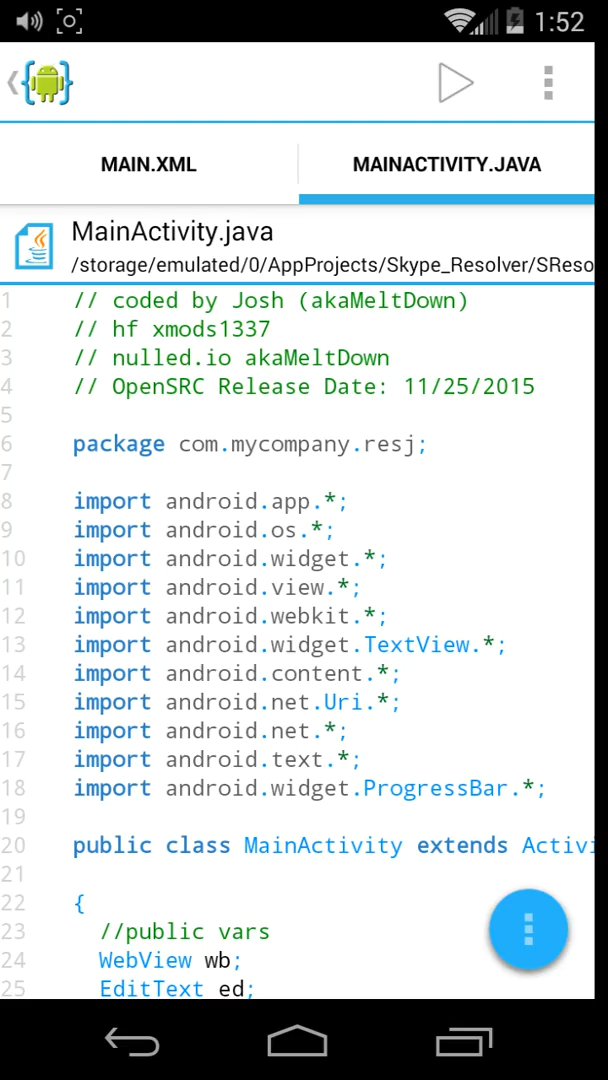 1:52
MAIN.XML
MAINACTIVITY.JAVA
MainActivity.java
/storage/emulated/0/AppProjects/Skype_Resolver/SReso
1 // coded by Josh (akaMeltDown)
2 // hf xmods1337
3 // nulled.io akaMeltDown
4 // OpenSRC Release Date: 11/25/2015
5
6 package com.mycompany.resj;
7
8 import android.app.*;
9 import android.os.*;
10 import android.widget.*;
11 import android.view.*;
12 import android.webkit.*;
13 import android.widget.TextView.*;
14 import android.content.*;
15 import android.net.Uri.*;
16 import android.net.*;
17 import android.text.*;
18 import android.widget.ProgressBar.*;
19
20 public class MainActivity extends Activi
21
22 {
23 //public vars
24 WebView wb;
25 EditText ed;